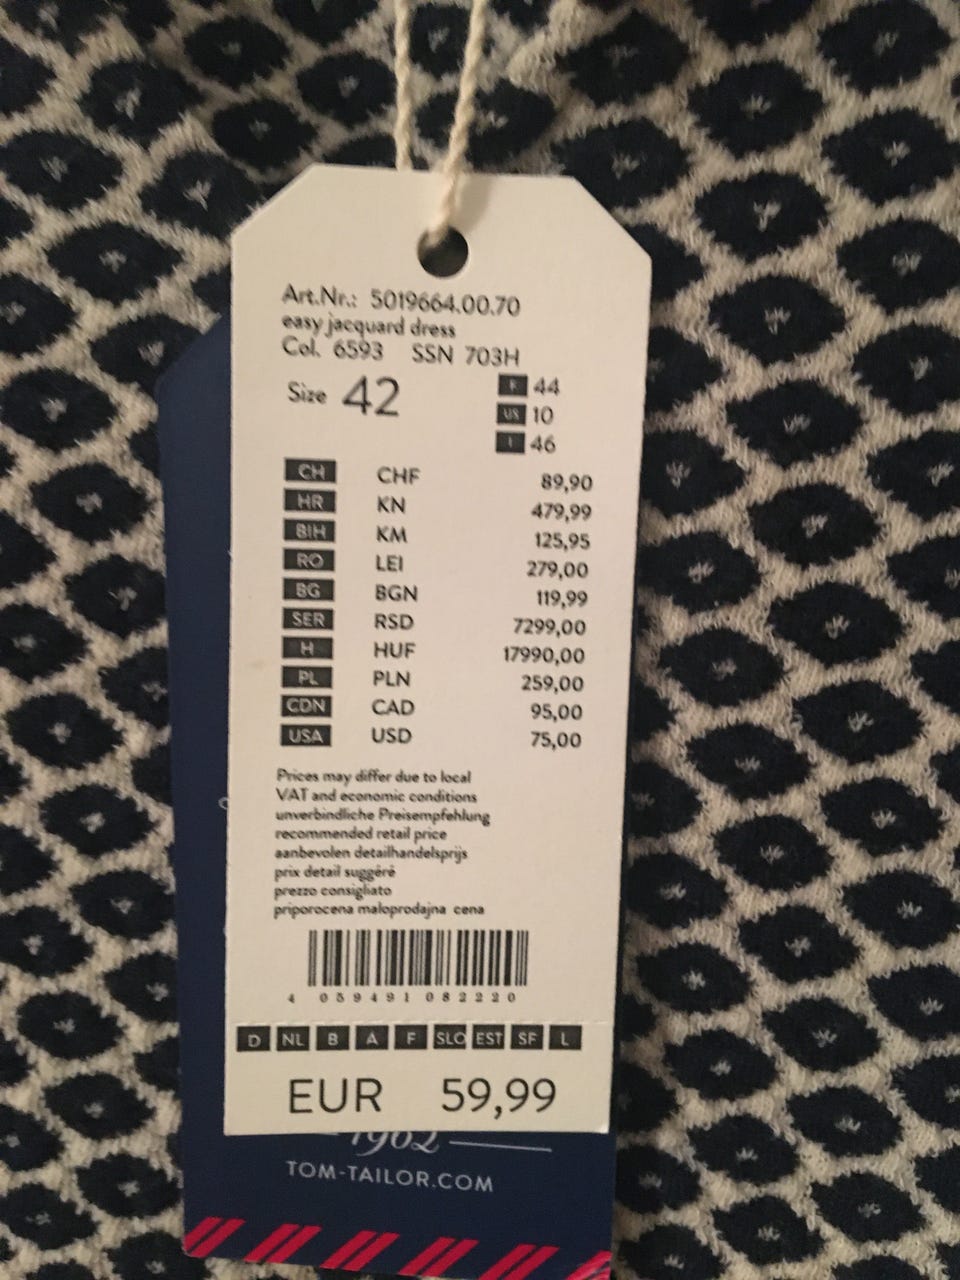 Art.Nr.: 5019664.00.70
easy jacquard dress
Col. 6593 SSN 703H
Size 42
F 44
US 10
I 46
CH CHF 89,90
HR KN 479,99
BIH KM 125,95
RO LEI 279,00
BG BGN 119,99
SER RSD 7299,00
H HUF 17990,00
PL PLN 259,00
CDN CAD 95,00
USA USD 75,00
Prices may differ due to local
VAT and economic conditions
unverbindliche Preisempfehlung
recommended retail price
aanbevolen detailhandelsprijs
prix detail suggéré
prezzo consigliato
priporocena maloprodajna cena
4 059491 082220
D NL B A F SLO EST SF L
EUR 59,99
1962
TOM-TAILOR.COM